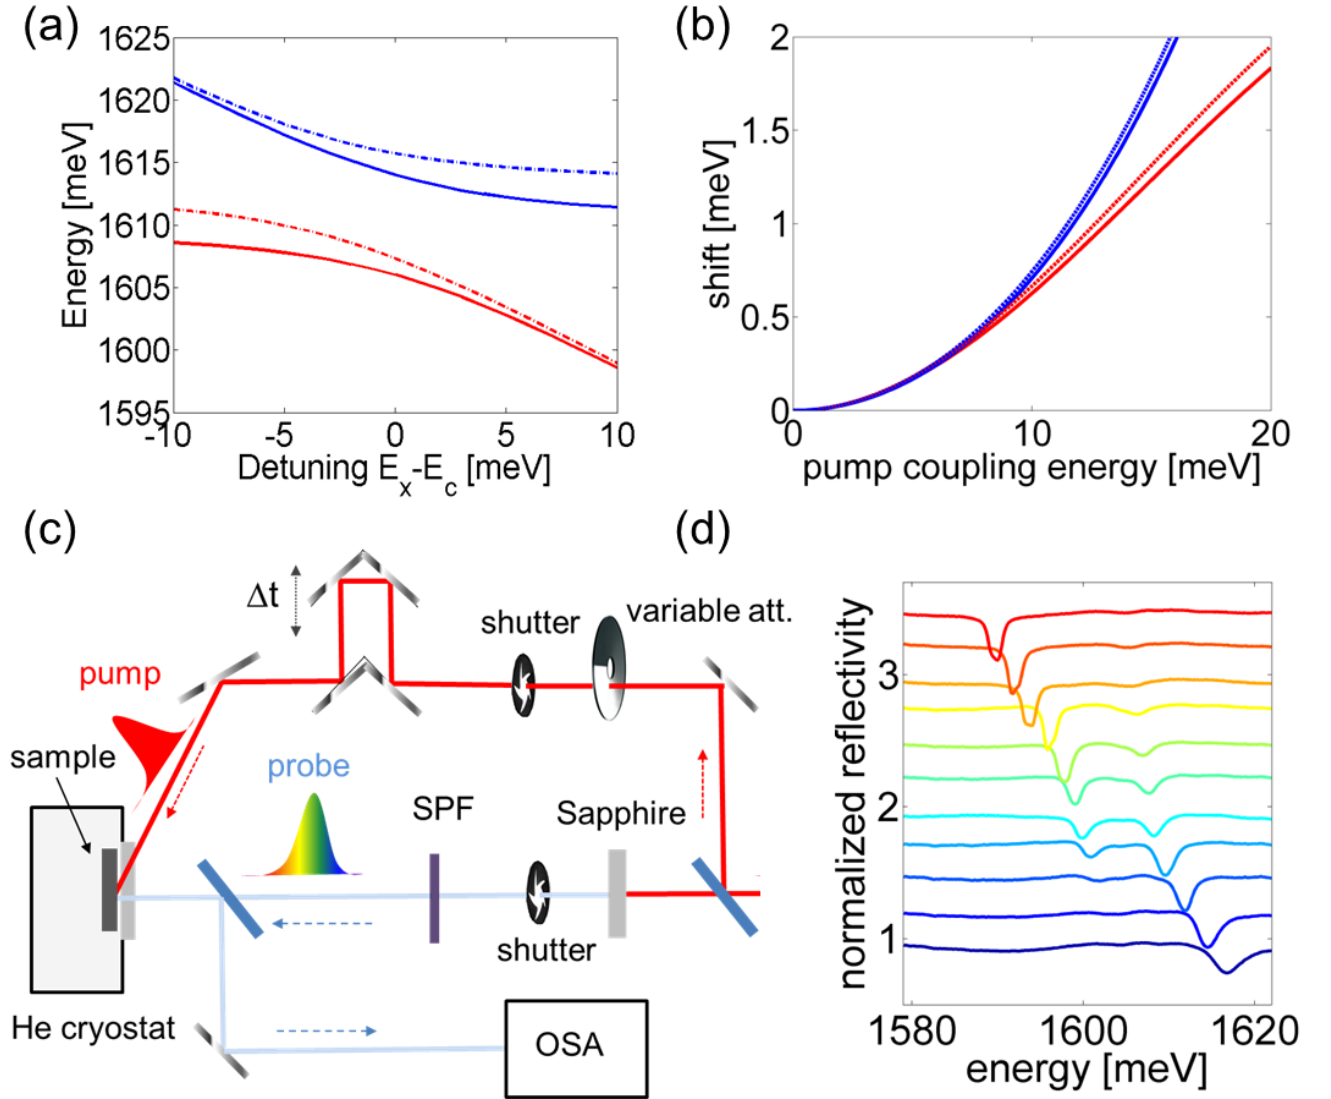 (a)
1625
1620
1615
1610
1605
1600
1595
Energy [meV]
-10
-5
0
5
10
Detuning Ex-Ec [meV]
(b)
2
1.5
1
0.5
0
shift [meV]
0
10
20
pump coupling energy [meV]
(c)
Δt
shutter
variable att.
pump
sample
probe
SPF
Sapphire
shutter
He cryostat
OSA
(d)
normalized reflectivity
3
2
1
1580
1600
1620
energy [meV]